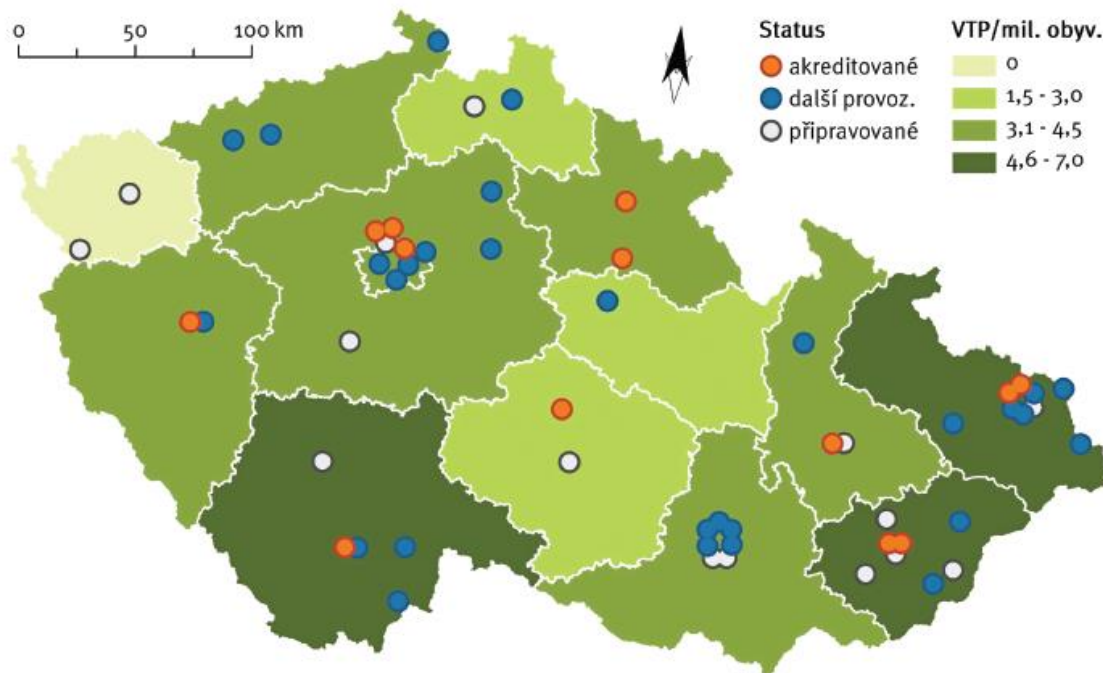 0 50 100 km
Status
akreditované
další provoz.
připravované
VTP/mil. obyv.
0
1,5 - 3,0
3,1 - 4,5
4,6 - 7,0